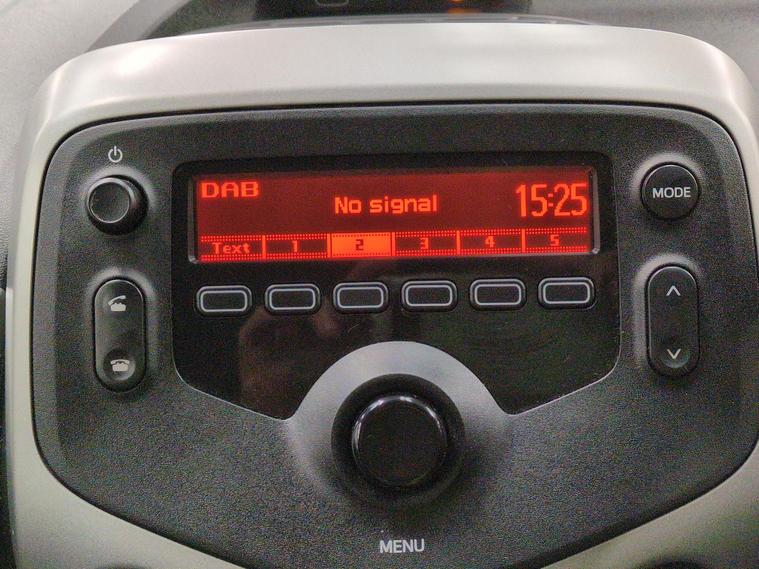 DAB
No signal
15:25
Text 1 2 3 4 5
MODE
MENU